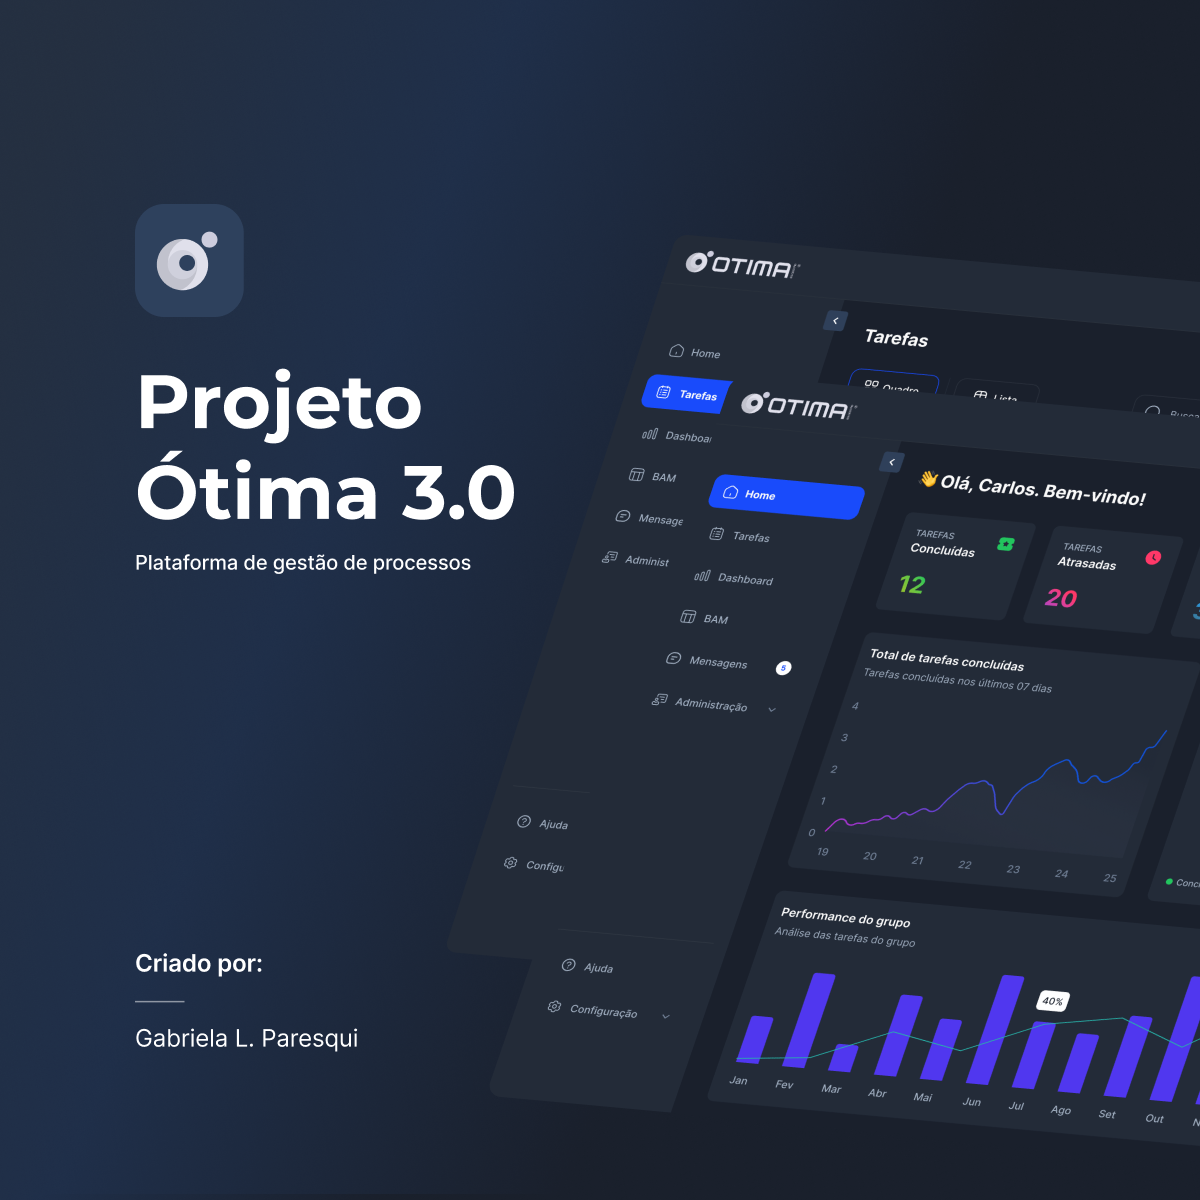 Projeto
Ótima 3.0
Plataforma de gestão de processos
Criado por:
Gabriela L. Paresqui
OTIMA
Tarefas
Home
Tarefas
Quadro
Lista
Dashboar
BAM
Mensage
Administ
Ajuda
Configu
OTIMA
Olá, Carlos. Bem-vindo!
Home
Tarefas
Dashboard
BAM
Mensagens 5
Administração
Ajuda
Configuração
TAREFAS
Concluídas
12
TAREFAS
Atrasadas
20
Total de tarefas concluídas
Tarefas concluídas nos últimos 07 dias
4
3
2
1
0
19 20 21 22 23 24 25
Performance do grupo
Análise das tarefas do grupo
40%
Jan Fev Mar Abr Mai Jun Jul Ago Set Out